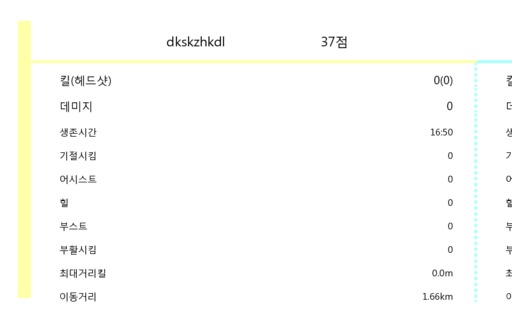 dkskzhkdl 37점
킬(헤드샷) 0(0)
데미지 0
생존시간 16:50
기절시킴 0
어시스트 0
힐 0
부스트 0
부활시킴 0
최대거리킬 0.0m
이동거리 1.66km